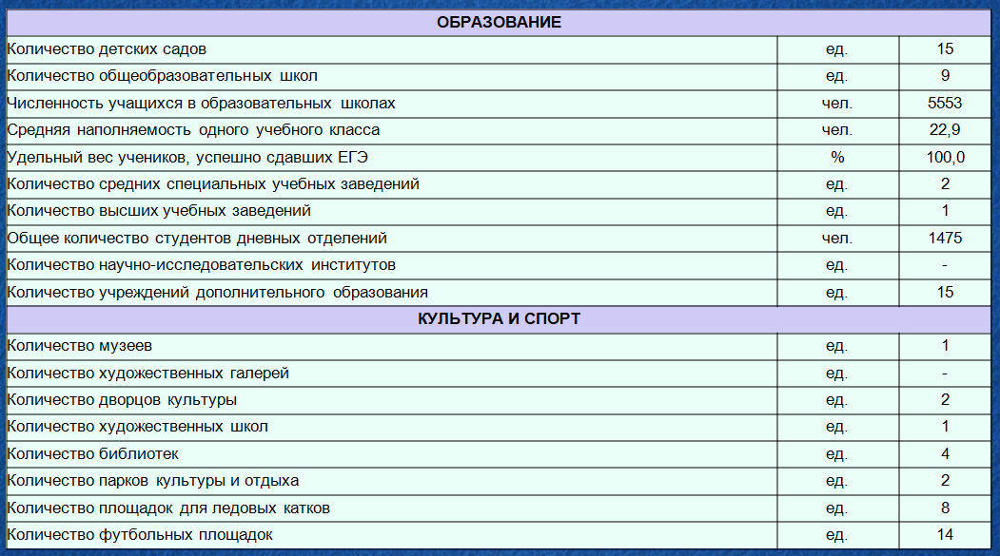 ОБРАЗОВАНИЕ
Количество детских садов ед. 15
Количество общеобразовательных школ ед. 9
Численность учащихся в образовательных школах чел. 5553
Средняя наполняемость одного учебного класса чел. 22,9
Удельный вес учеников, успешно сдавших ЕГЭ % 100,0
Количество средних специальных учебных заведений ед. 2
Количество высших учебных заведений ед. 1
Общее количество студентов дневных отделений чел. 1475
Количество научно-исследовательских институтов ед. -
Количество учреждений дополнительного образования ед. 15
КУЛЬТУРА И СПОРТ
Количество музеев ед. 1
Количество художественных галерей ед. -
Количество дворцов культуры ед. 2
Количество художественных школ ед. 1
Количество библиотек ед. 4
Количество парков культуры и отдыха ед. 2
Количество площадок для ледовых катков ед. 8
Количество футбольных площадок ед. 14